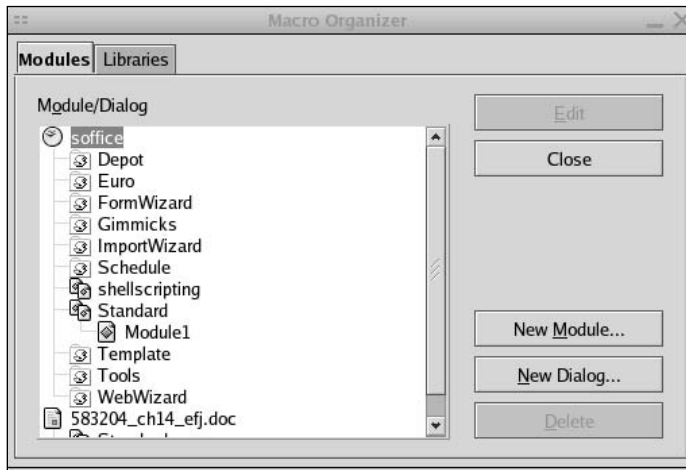 Macro Organizer
Modules
Libraries
Module/Dialog
soffice
Depot
Euro
FormWizard
Gimmicks
ImportWizard
Schedule
shellscripting
Standard
Module1
Template
Tools
WebWizard
583204_ch14_efj.doc
Edit
Close
New Module...
New Dialog...
Delete